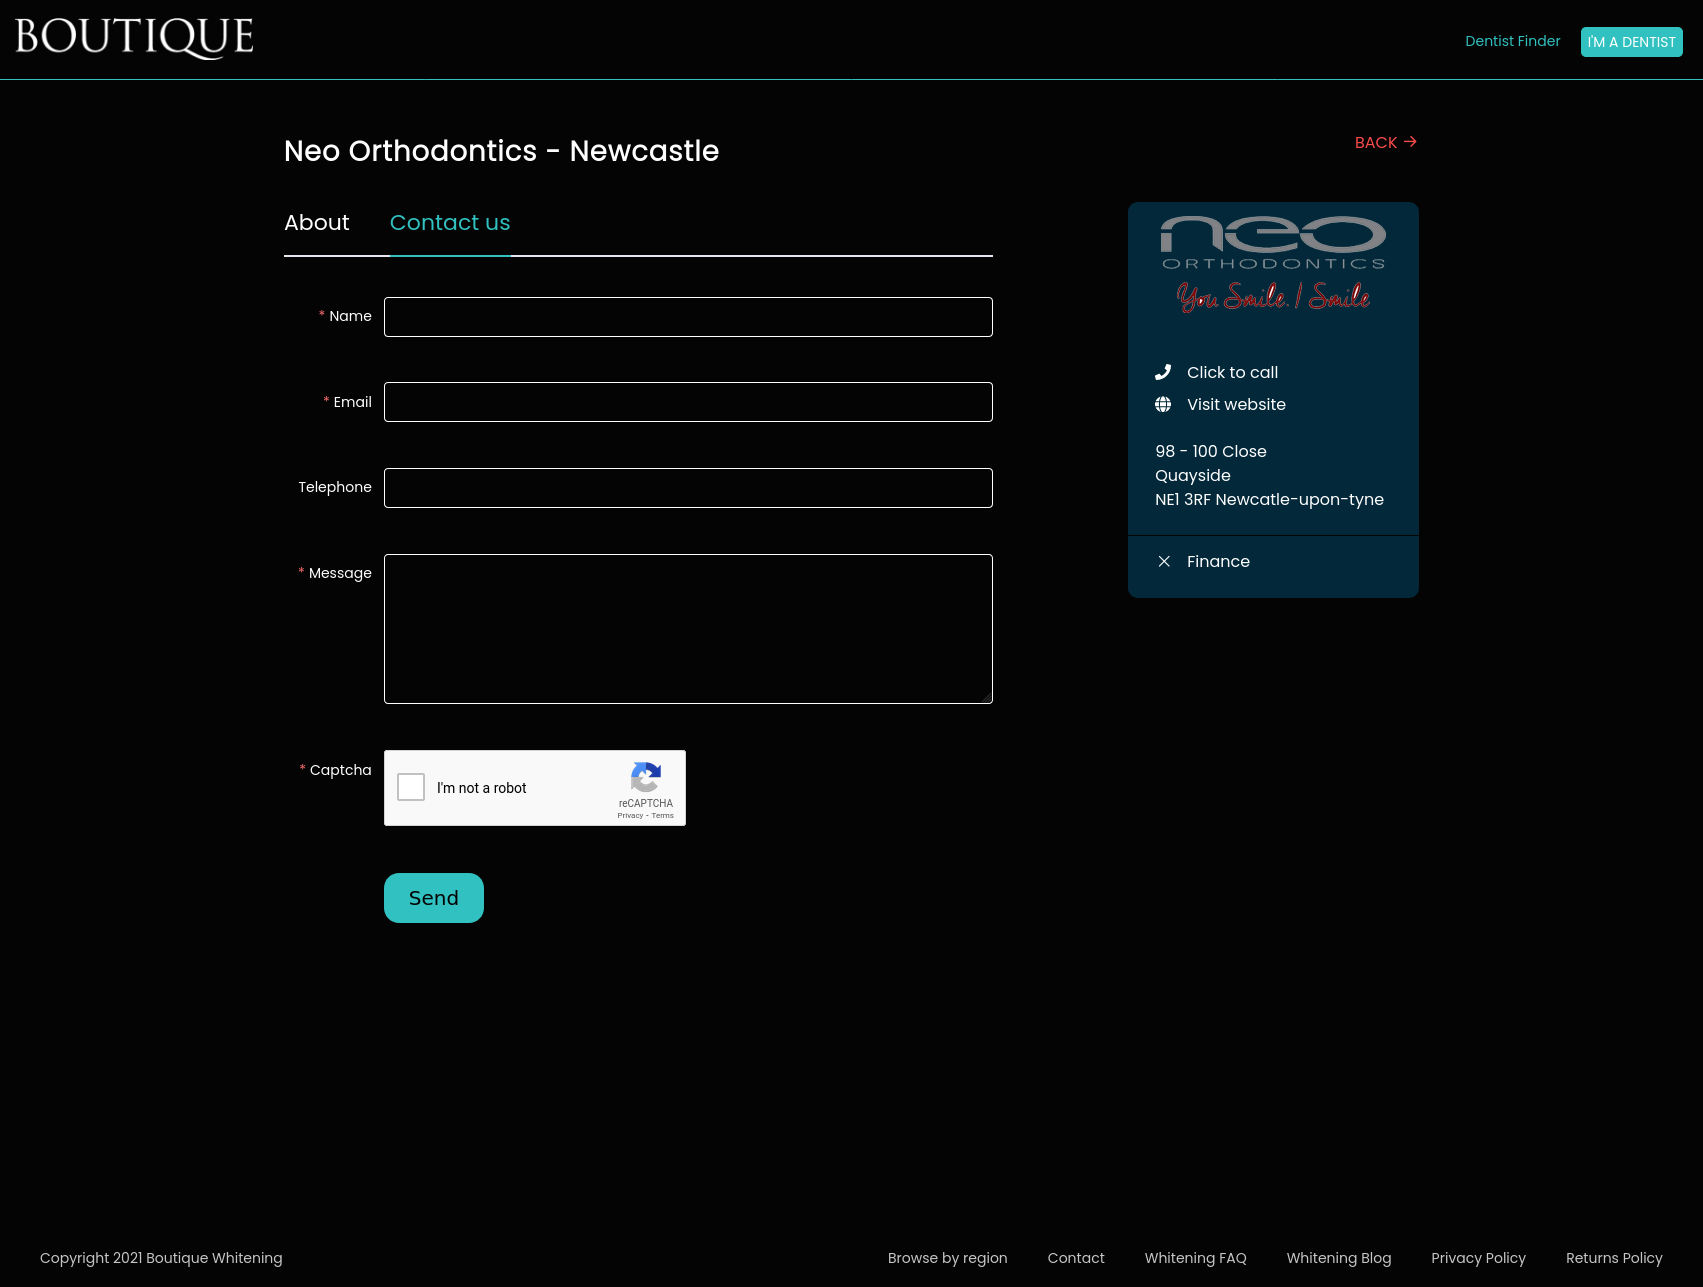 BOUTIQUE
Dentist Finder
I'M A DENTIST
Neo Orthodontics - Newcastle
BACK →
About
Contact us
neo
ORTHODONTICS
You Smile. I Smile
* Name
* Email
Telephone
* Message
* Captcha
I'm not a robot
reCAPTCHA
Privacy - Terms
Send
Click to call
Visit website
98 - 100 Close
Quayside
NE1 3RF Newcatle-upon-tyne
Finance
Copyright 2021 Boutique Whitening
Browse by region
Contact
Whitening FAQ
Whitening Blog
Privacy Policy
Returns Policy